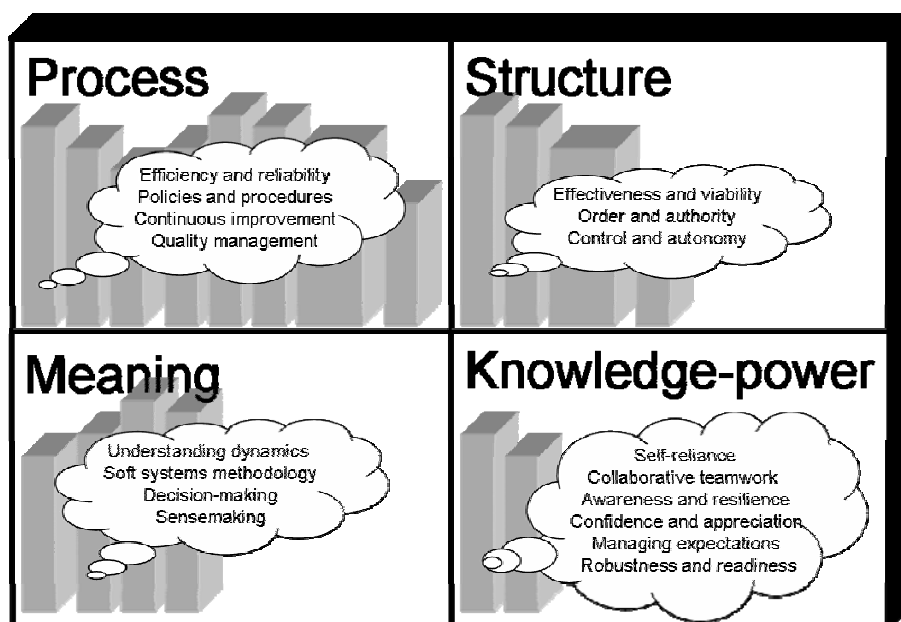 Process
Efficiency and reliability
Policies and procedures
Continuous improvement
Quality management
Structure
Effectiveness and viability
Order and authority
Control and autonomy
Meaning
Understanding dynamics
Soft systems methodology
Decision-making
Sensemaking
Knowledge-power
Self-reliance
Collaborative teamwork
Awareness and resilience
Confidence and appreciation
Managing expectations
Robustness and readiness